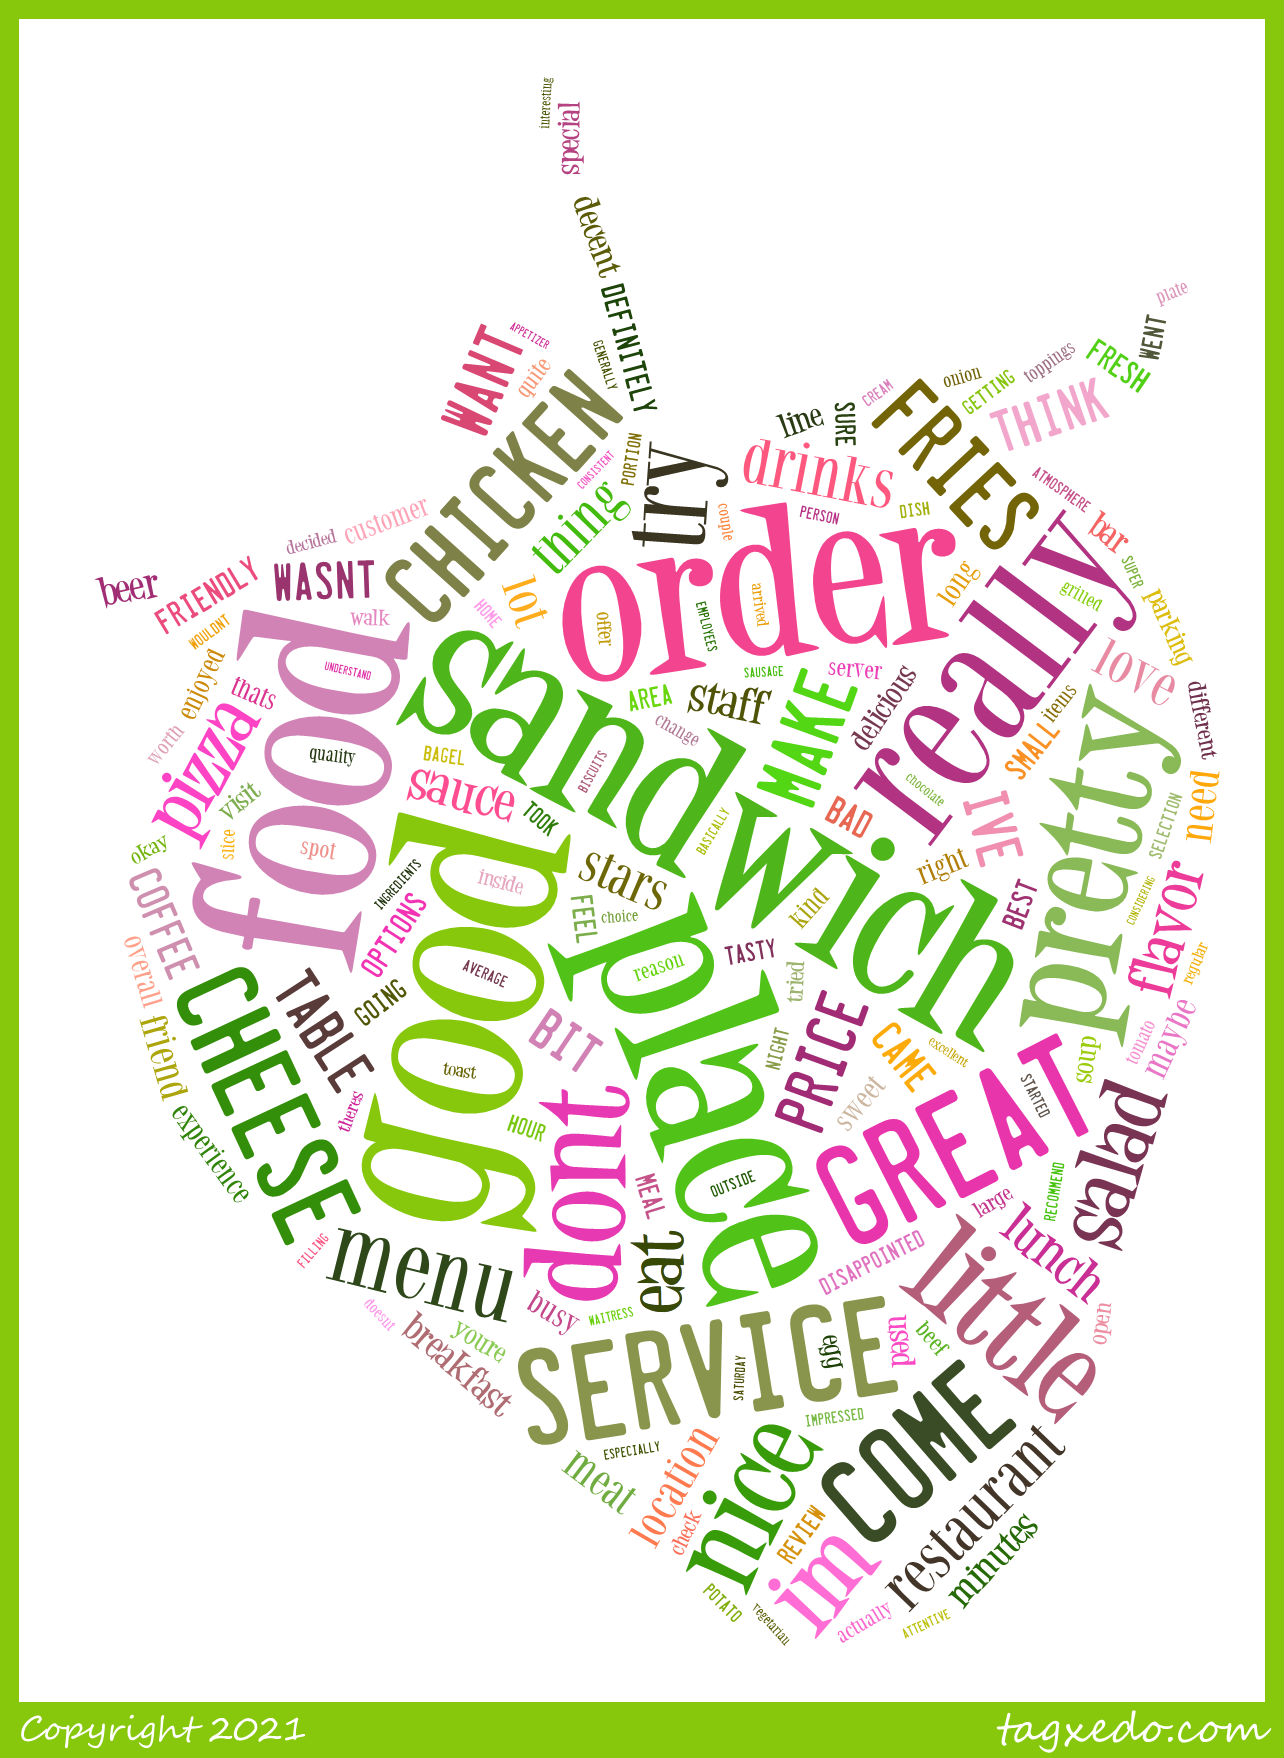 interesting
special
decent
DEFINITELY
GENERALLY
APPETIZER
WANT
quite
CHICKEN
plate
WENT
FRESH
toppings
GETTING
onion
THINK
CREAM
FRIES
SURE
line
drinks
try
PORTION
CONSISTENT
thing
couple
PERSON
DISH
ATMOSPHERE
bar
SUPER
grilled
parking
customer
decided
WASNT
FRIENDLY
beer
WOULDNT
enjoyed
walk
HOME
lot
order
offer
EMPLOYEES
arrived
long
really
love
different
food
UNDERSTAND
thats
worth
pizza
quality
visit
slice
okay
spot
sandwich
AREA
staff
change
SAUSAGE
server
MAKE
delicious
SMALL
items
pretty
need
SELECTION
chocolate
BAD
IVE
right
BAGEL
sauce
TOOK
BISCUITS
BASICALLY
stars
kind
BEST
CONSIDERING
flavor
regular
COFFEE
overall
friend
INGREDIENTS
OPTIONS
GOING
TABLE
CHEESE
good
inside
AVERAGE
toast
FEEL
choice
place
reason
TASTY
tried
NIGHT
PRICE
CAME
excellent
sweet
STARTED
soup
tomato
maybe
salad
BIT
HOUR
theres
experience
FILLING
menu
dont
MEAL
eat
OUTSIDE
GREAT
RECOMMEND
large
lunch
DISAPPOINTED
little
open
doesnt
breakfast
youre
busy
WAITRESS
SERVICE
SATURDAY
egg
used
beef
IMPRESSED
ESPECIALLY
meat
location
check
nice
COME
REVIEW
im
restaurant
minutes
POTATO
vegetarian
actually
ATTENTIVE
Copyright 2021
tagxedo.com